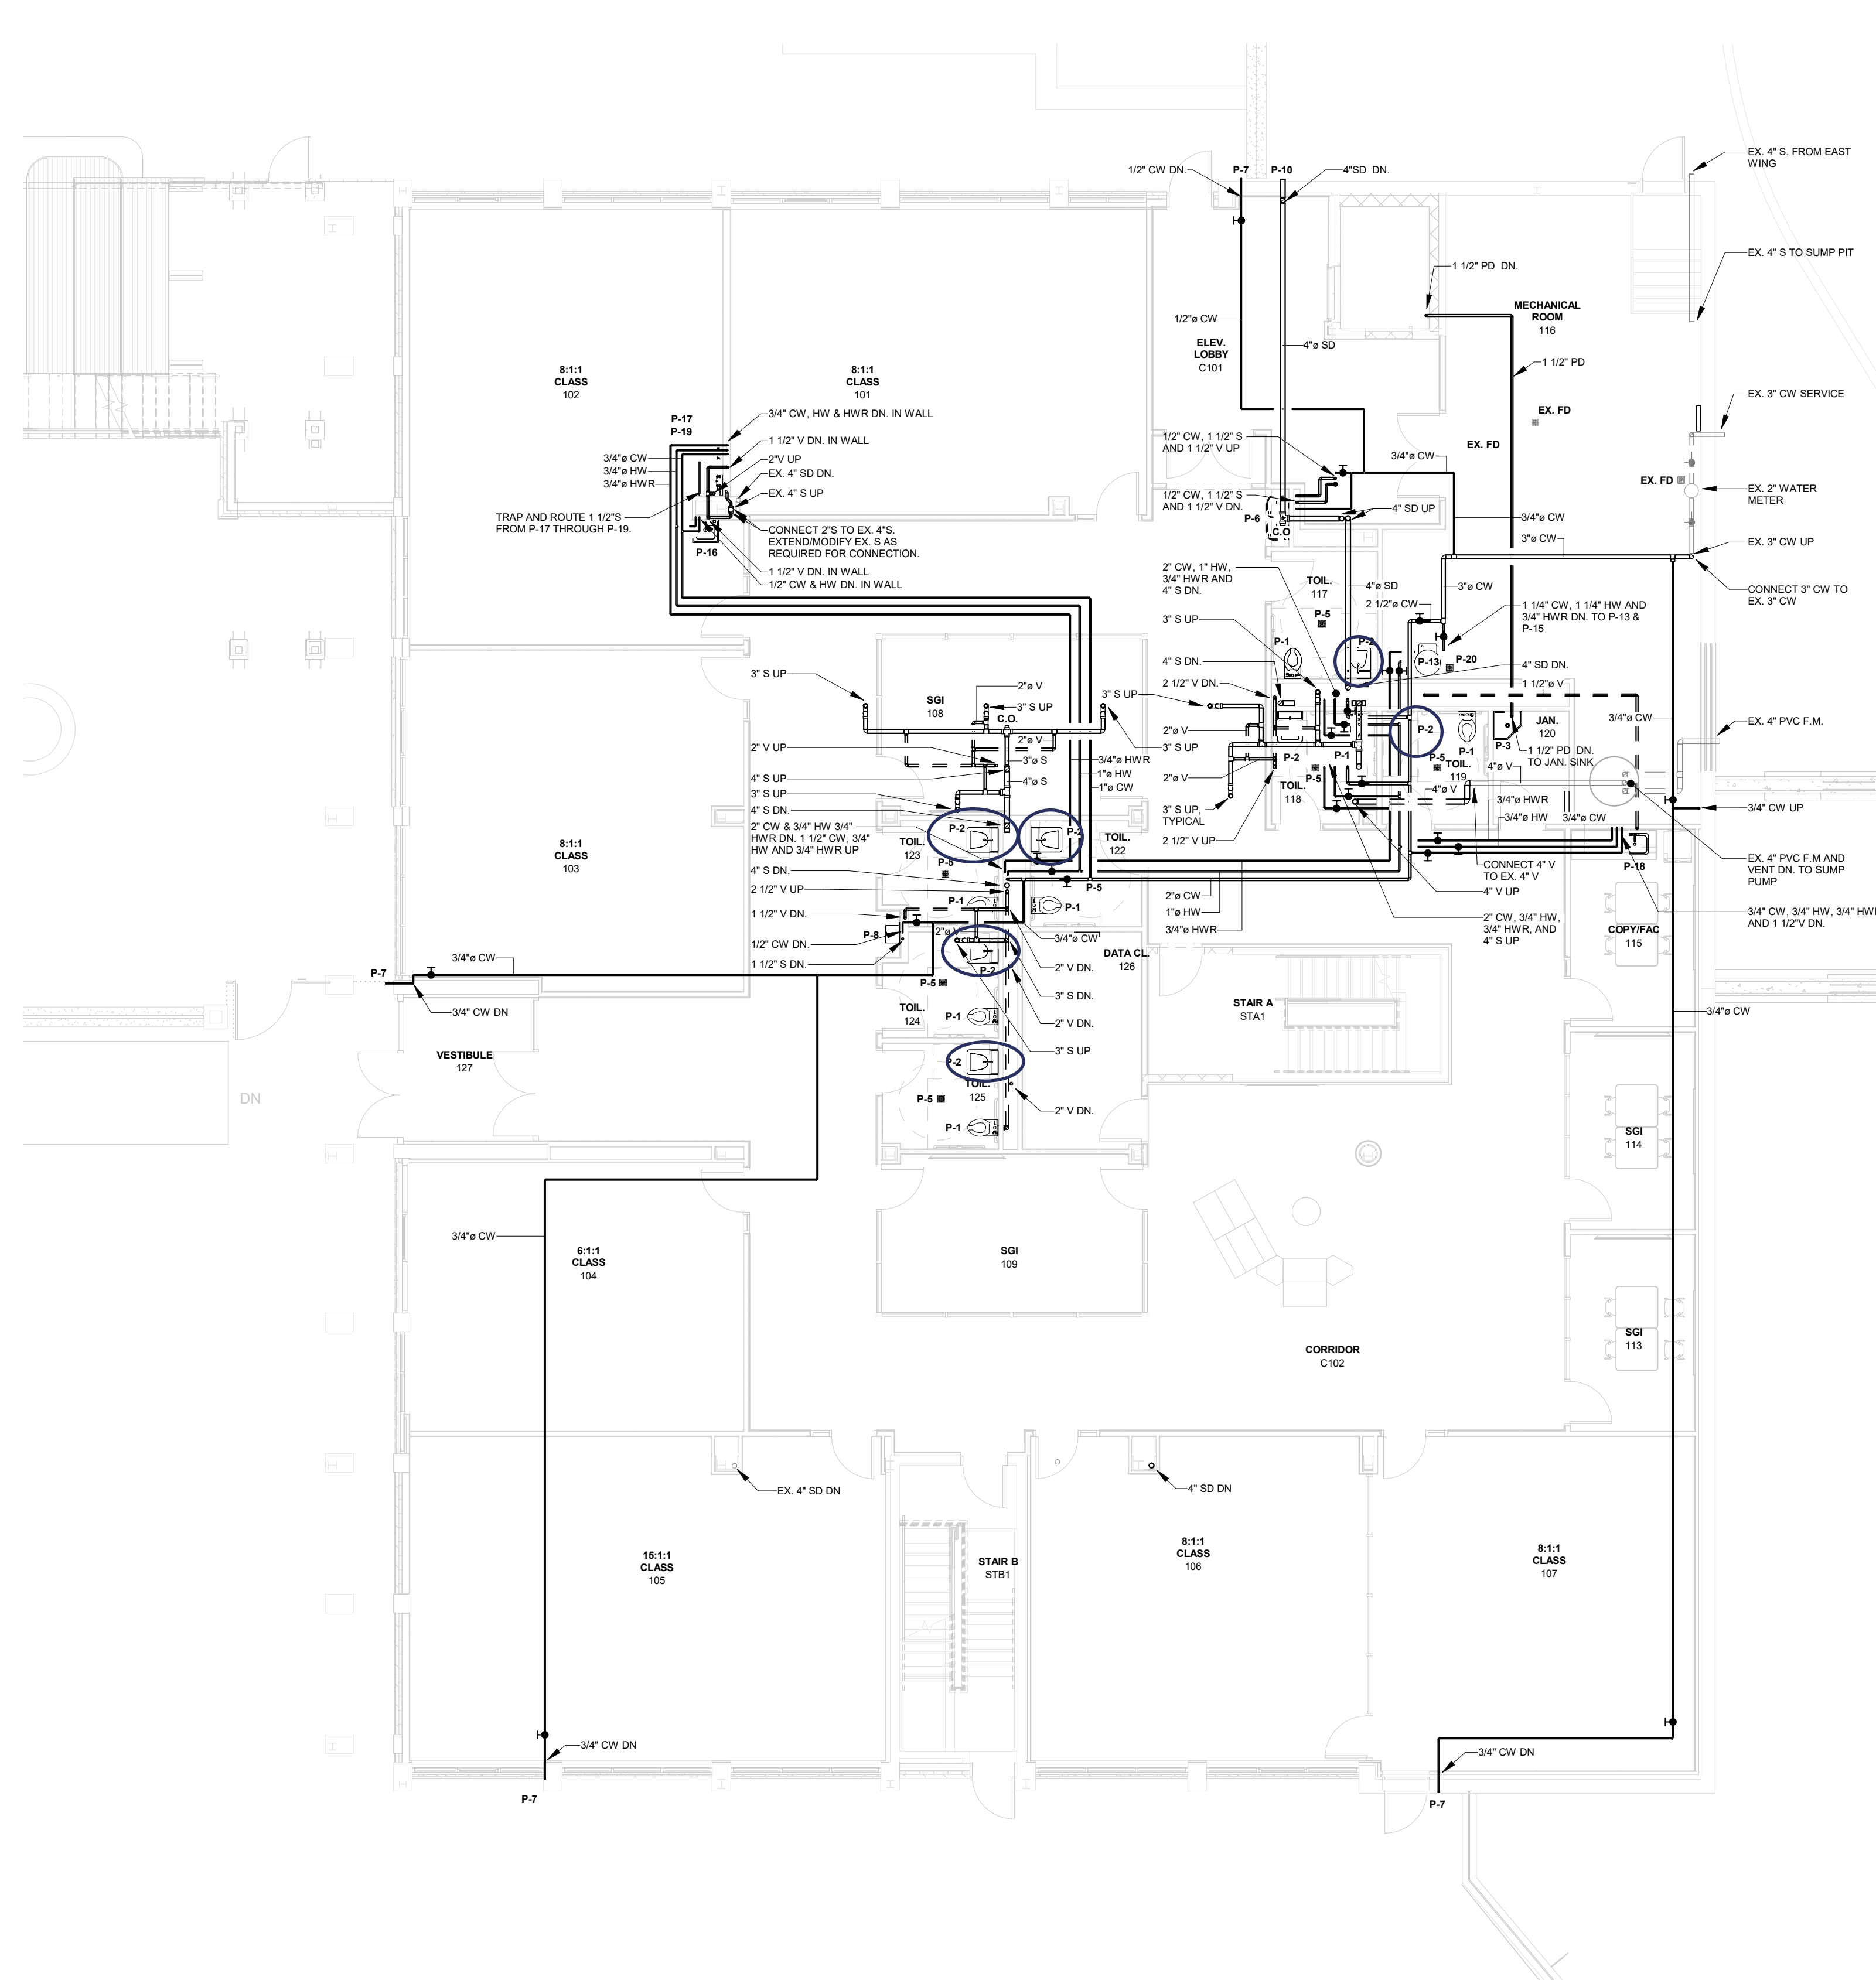 EX. 4" S. FROM EAST
WING
1/2" CW DN.
P-7
P-10
4"SD  DN.
EX. 4" S TO SUMP PIT
1 1/2" PD  DN.
MECHANICAL
ROOM
116
1/2"ø CW
4"ø SD
ELEV.
LOBBY
C101
1 1/2" PD
8:1:1
CLASS
102
8:1:1
CLASS
101
EX. 3" CW SERVICE
EX. FD
P-17
P-19
3/4" CW, HW & HWR DN. IN WALL
1 1/2" V DN. IN WALL
2"V UP
EX. 4" SD DN.
EX. 4" S UP
3/4"ø CW
3/4"ø HW
3/4"ø HWR
1/2" CW, 1 1/2" S
AND 1 1/2" V UP
3/4"ø CW
EX. FD
EX. FD
EX. 2" WATER
METER
1/2" CW, 1 1/2" S
AND 1 1/2" V DN.
4" SD UP
TRAP AND ROUTE 1 1/2"S
FROM P-17 THROUGH P-19.
P-6
C.O
3/4"ø CW
CONNECT 2"S TO EX. 4"S.
EXTEND/MODIFY EX. S AS
REQUIRED FOR CONNECTION.
3"ø CW
EX. 3" CW UP
P-16
1 1/2" V DN. IN WALL
1/2" CW & HW DN. IN WALL
2" CW, 1" HW,
3/4" HWR AND
4" S DN.
TOIL.
117
4"ø SD
3"ø CW
CONNECT 3" CW TO
EX. 3" CW
2 1/2"ø CW
1 1/4" CW, 1 1/4" HW AND
3/4" HWR DN. TO P-13 &
P-15
3" S UP
P-5
P-1
P-2
P-13
P-20
4" S DN.
4" SD DN.
3" S UP
2 1/2" V DN.
1 1/2"ø V
2"ø V
3" S UP
SGI
108
3" S UP
C.O.
3/4"ø CW
JAN.
120
EX. 4" PVC F.M.
2"ø V
P-2
P-1
P-3
2"ø V
2" V UP
3" S UP
3"ø S
3/4"ø HWR
P-2
P-1
1 1/2" PD  DN.
TO JAN. SINK
4" S UP
4"ø S
1"ø HW
1"ø CW
2"ø V
P-5
P-5
TOIL.
119
4"ø V
3" S UP
TOIL.
118
4"ø V
3/4"ø HWR
3/4"ø HW
3/4"ø CW
3/4" CW UP
4" S DN.
3" S UP,
TYPICAL
2 1/2" V UP
2" CW & 3/4" HW 3/4"
HWR DN. 1 1/2" CW, 3/4"
HW AND 3/4" HWR UP
P-2
P-2
TOIL.
123
TOIL.
122
8:1:1
CLASS
103
P-5
CONNECT 4" V
TO EX. 4" V
P-18
EX. 4" PVC F.M AND
VENT DN. TO SUMP
PUMP
4" S DN.
2 1/2" V UP
P-5
4" V UP
P-1
P-1
2"ø CW
1"ø HW
3/4"ø HWR
1 1/2" V DN.
2" CW, 3/4" HW,
3/4" HWR, AND
4" S UP
3/4" CW, 3/4" HW, 3/4" HW
AND 1 1/2"V DN.
COPY/FAC
115
P-8
2"ø V
3/4"ø CW
1/2" CW DN.
1 1/2" S DN.
P-2
DATA CL.
126
2" V DN.
3/4"ø CW
P-7
P-5
3" S DN.
STAIR A
STA1
3/4" CW DN
TOIL.
124
P-1
2" V DN.
3/4"ø CW
VESTIBULE
127
3" S UP
P-2
DN
TOIL.
125
P-5
2" V DN.
P-1
SGI
114
3/4"ø CW
6:1:1
CLASS
104
SGI
109
SGI
113
CORRIDOR
C102
EX. 4" SD DN
4" SD DN
15:1:1
CLASS
105
STAIR B
STB1
8:1:1
CLASS
106
8:1:1
CLASS
107
3/4" CW DN
3/4" CW DN
P-7
P-7